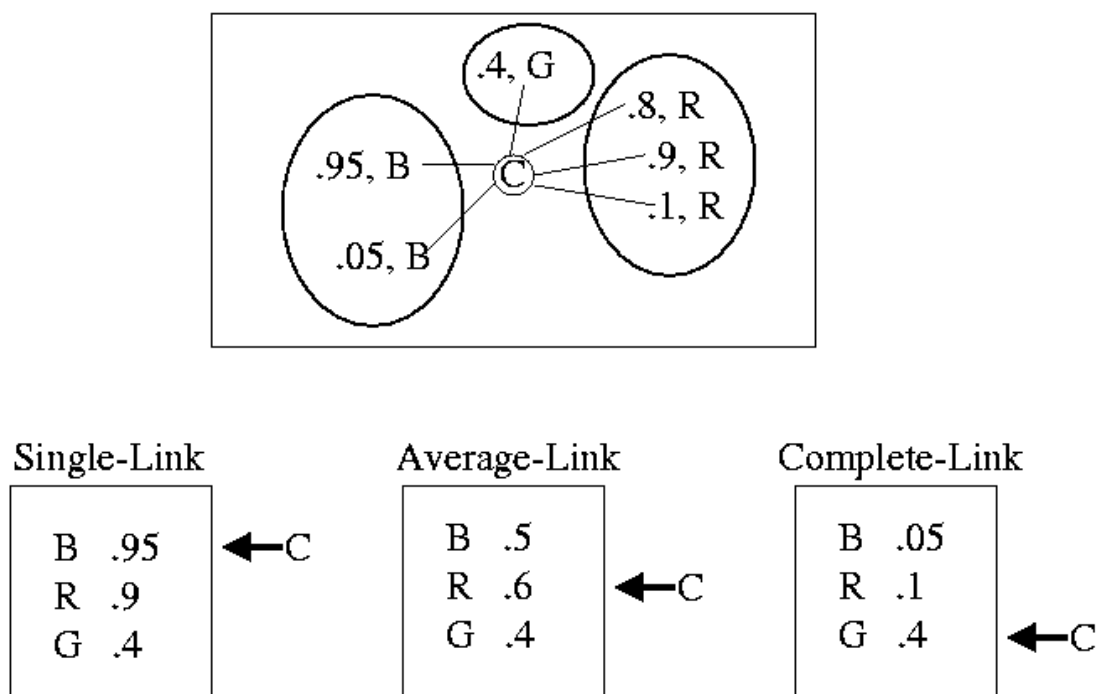 .4, G
.8, R
.95, B
C
.9, R
.1, R
.05, B
Single-Link
B .95
R .9
G .4
C
Average-Link
B .5
R .6
G .4
C
Complete-Link
B .05
R .1
G .4
C